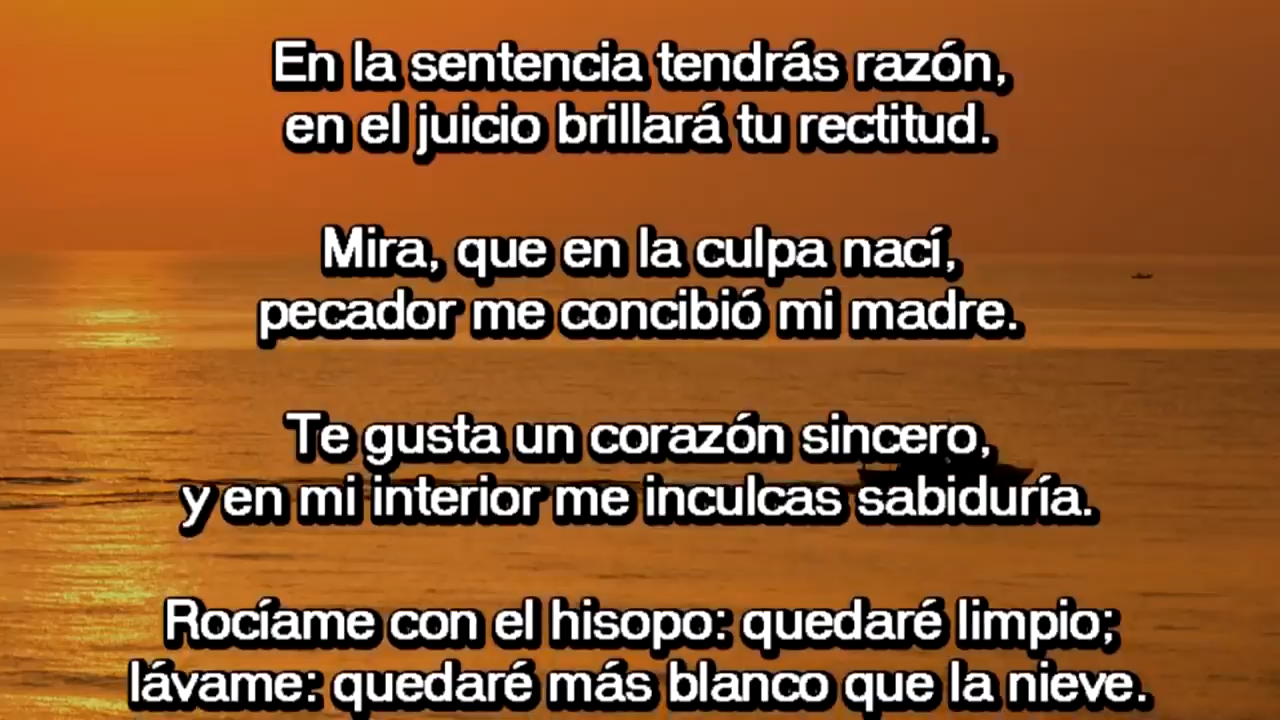 En la sentencia tendrás razón,
en el juicio brillará tu rectitud.
Mira, que en la culpa nací,
pecador me concibió mi madre.
Te gusta un corazón sincero,
y en mi interior me inculcas sabiduría.
Rocíame con el hisopo: quedaré limpio;
lávame: quedaré más blanco que la nieve.